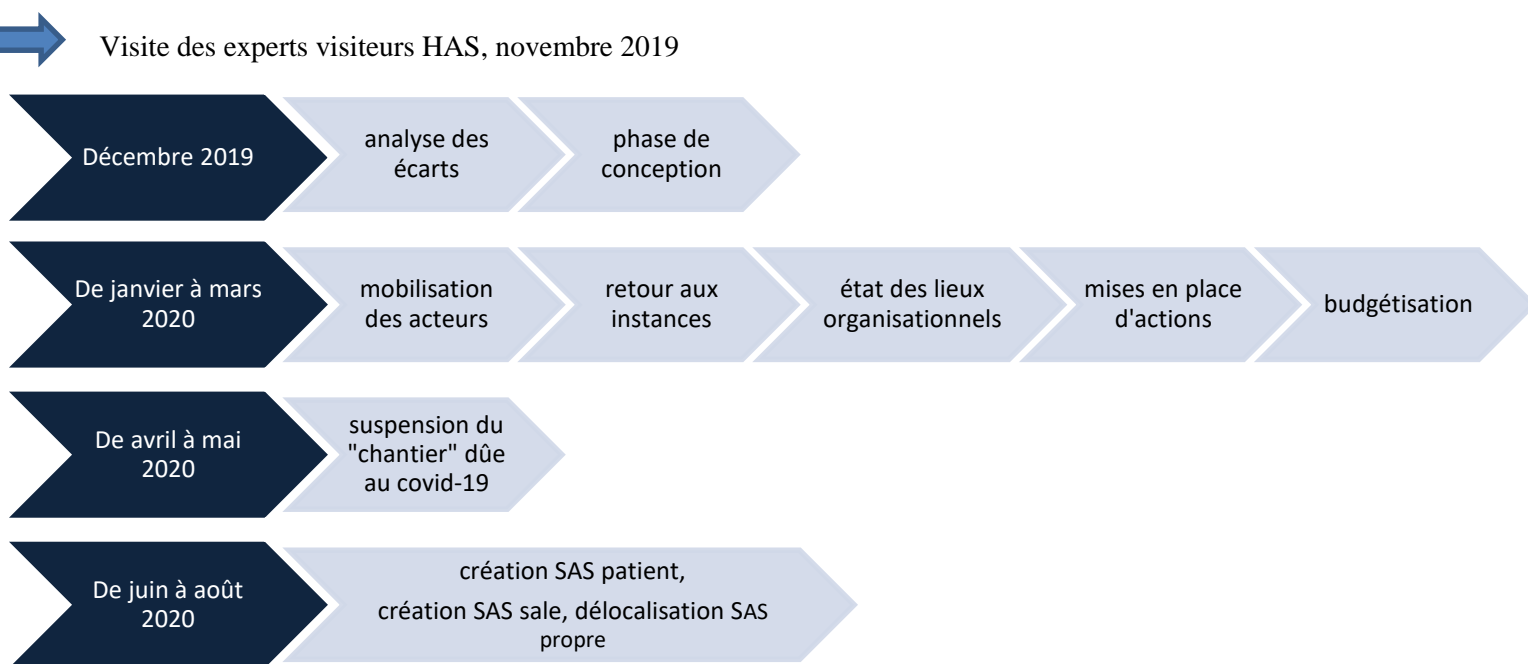 Visite des experts visiteurs HAS, novembre 2019
Décembre 2019
analyse des
écarts
phase de
conception
De janvier à mars
2020
mobilisation
des acteurs
retour aux
instances
état des lieux
organisationnels
mises en place
d'actions
budgétisation
De avril à mai
2020
suspension du
"chantier" dûe
au covid-19
De juin à août
2020
création SAS patient,
création SAS sale, délocalisation SAS
propre